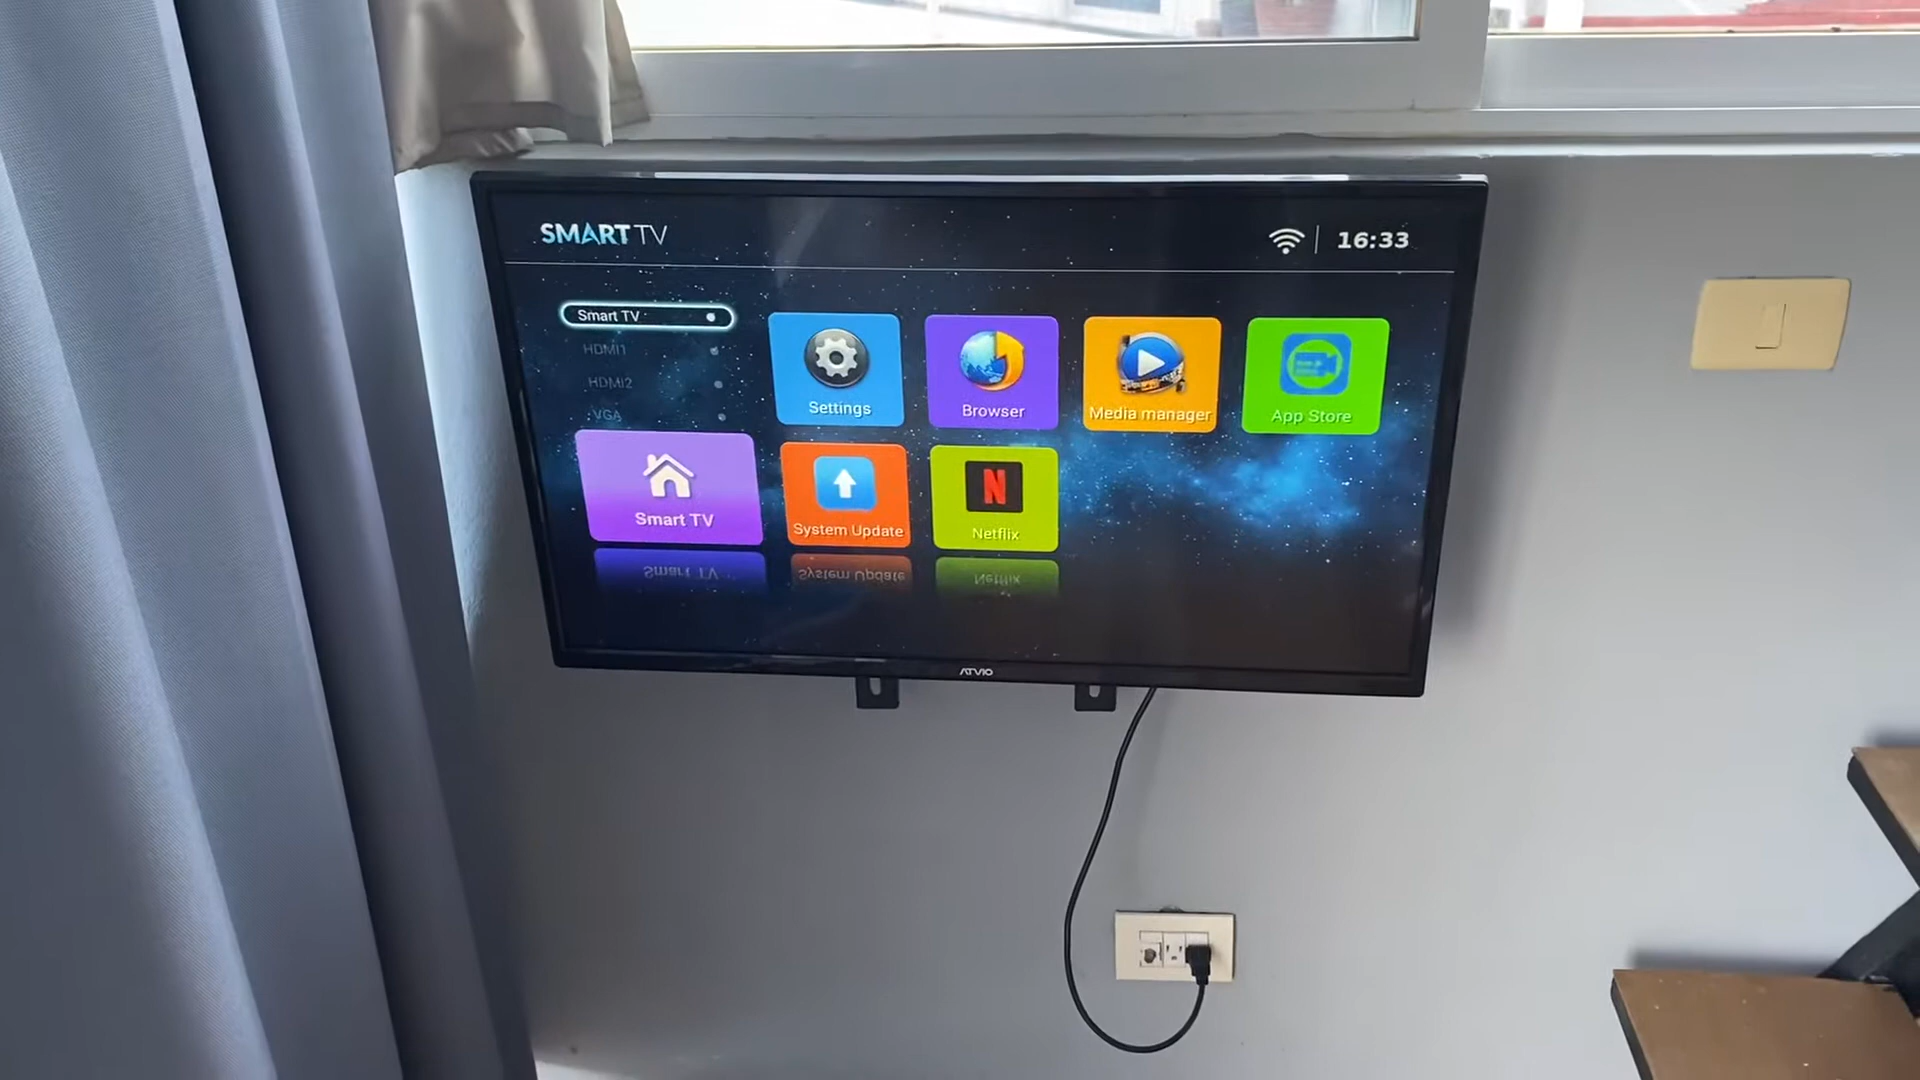 SMART TV
16:33
Smart TV
HDMI1
HDMI2
VGA
Settings
Browser
Media manager
App Store
Smart TV
System Update
Netflix
N
Smart TV
System Update
Netflix
ATVIO